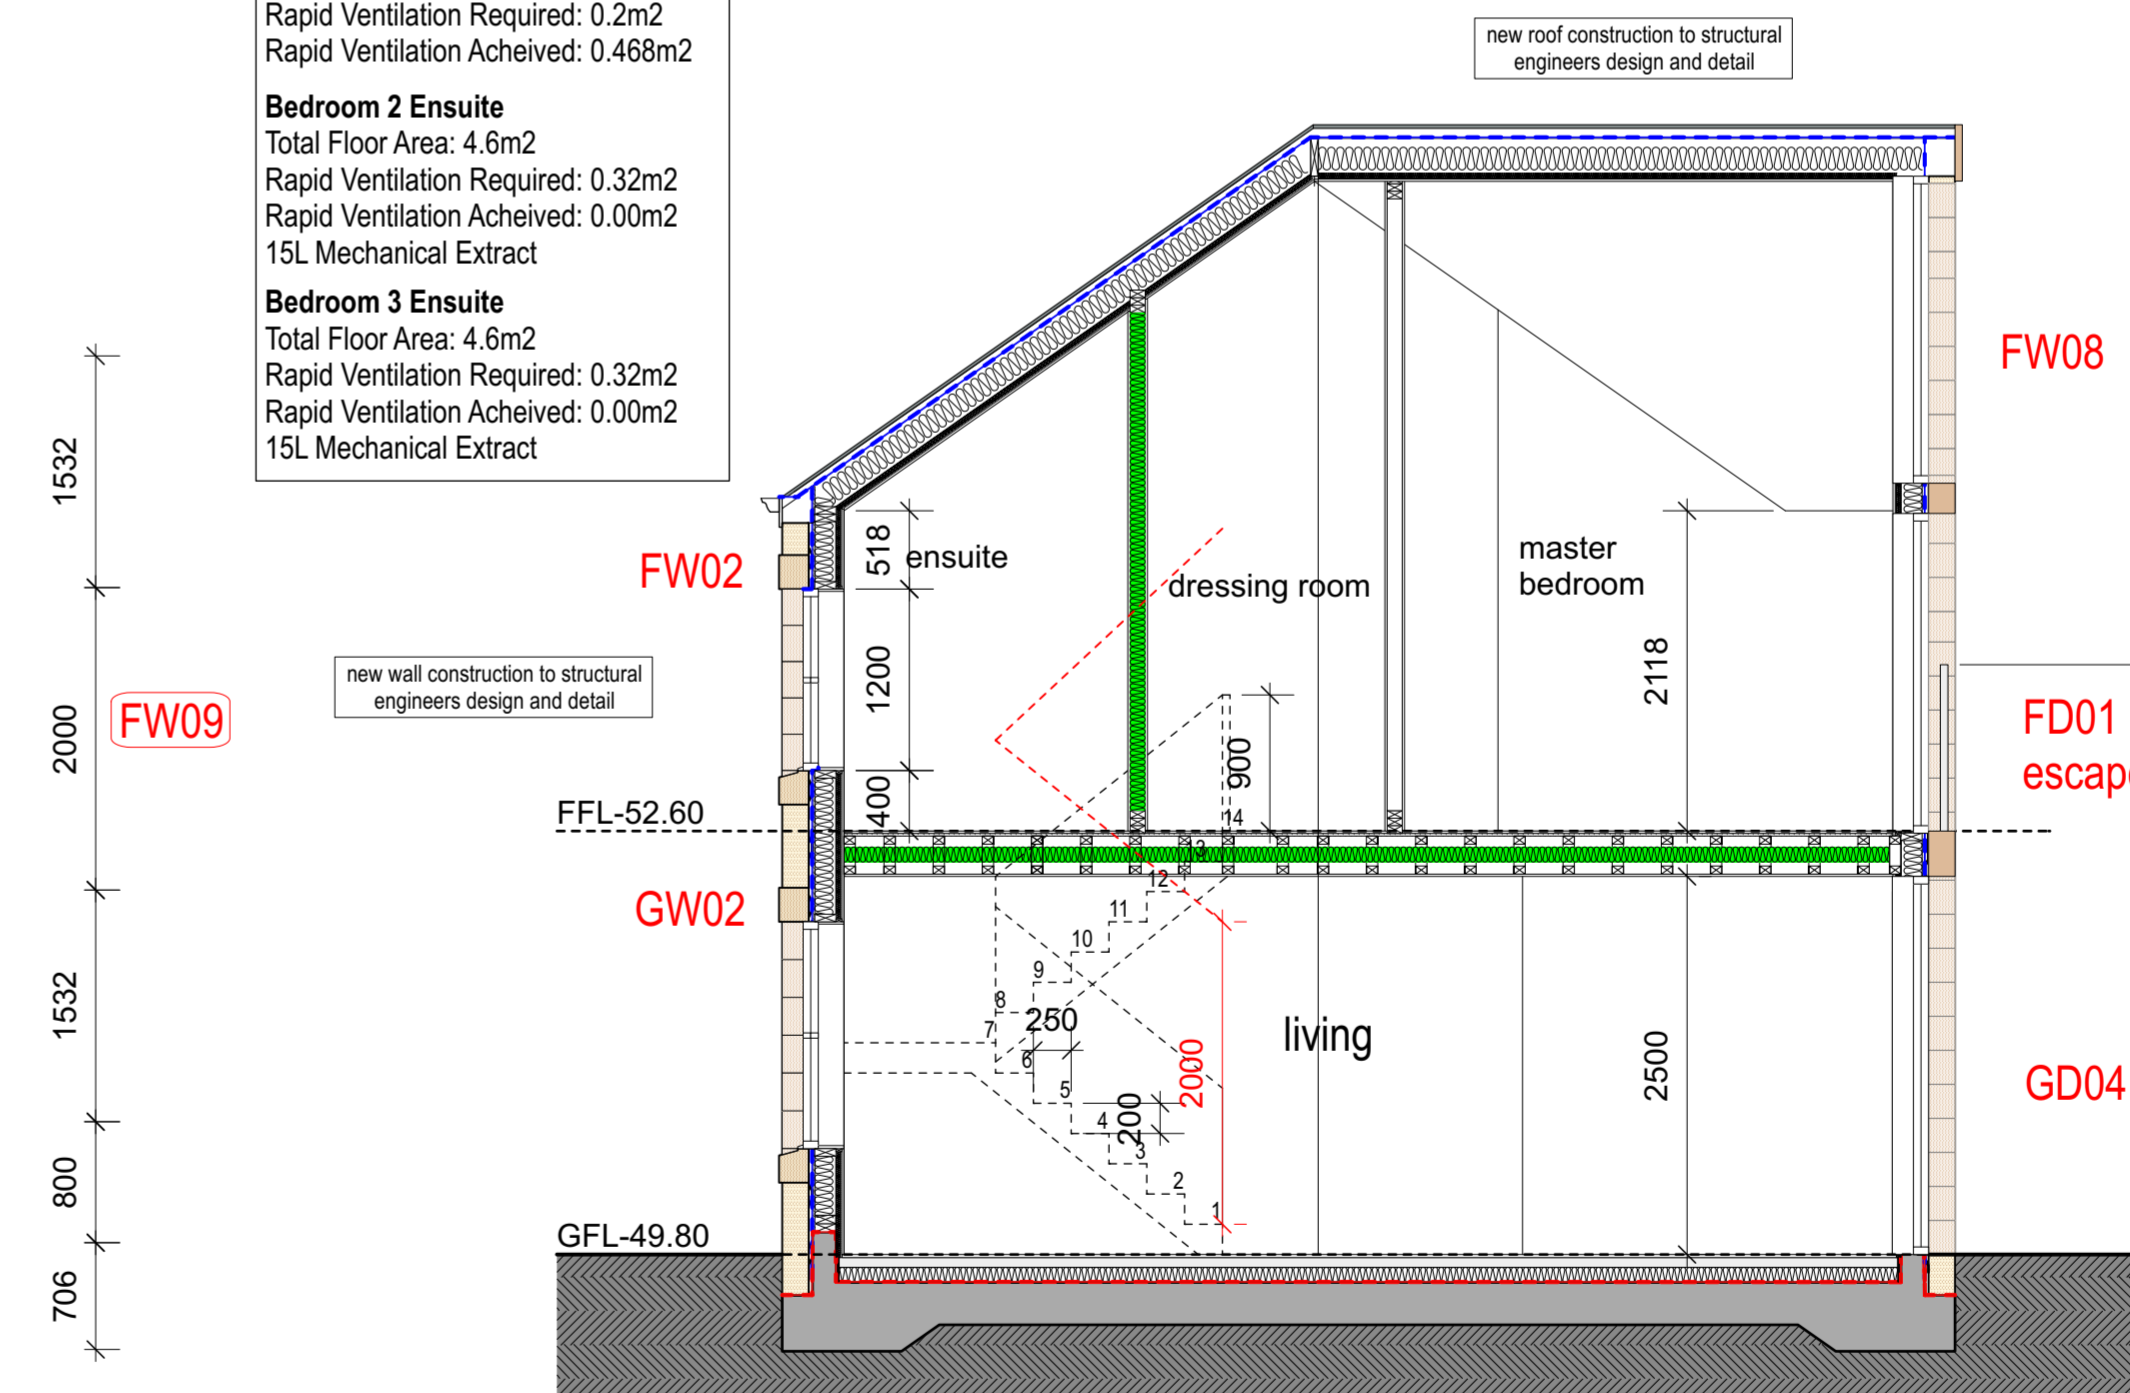 Rapid Ventilation Required: 0.2m2
Rapid Ventilation Acheived: 0.468m2
Bedroom 2 Ensuite
Total Floor Area: 4.6m2
Rapid Ventilation Required: 0.32m2
Rapid Ventilation Acheived: 0.00m2
15L Mechanical Extract
Bedroom 3 Ensuite
Total Floor Area: 4.6m2
Rapid Ventilation Required: 0.32m2
Rapid Ventilation Acheived: 0.00m2
15L Mechanical Extract
new roof construction to structural
engineers design and detail
FW08
1532
FW02
518
ensuite
dressing room
master
bedroom
new wall construction to structural
engineers design and detail
2000
FW09
1200
2118
FD01
900
400
FFL-52.60
14
13
12
GW02
11
10
9
8
250
7
6
5
4
200
3
2
1
2000
living
2500
GD04
1532
800
GFL-49.80
706